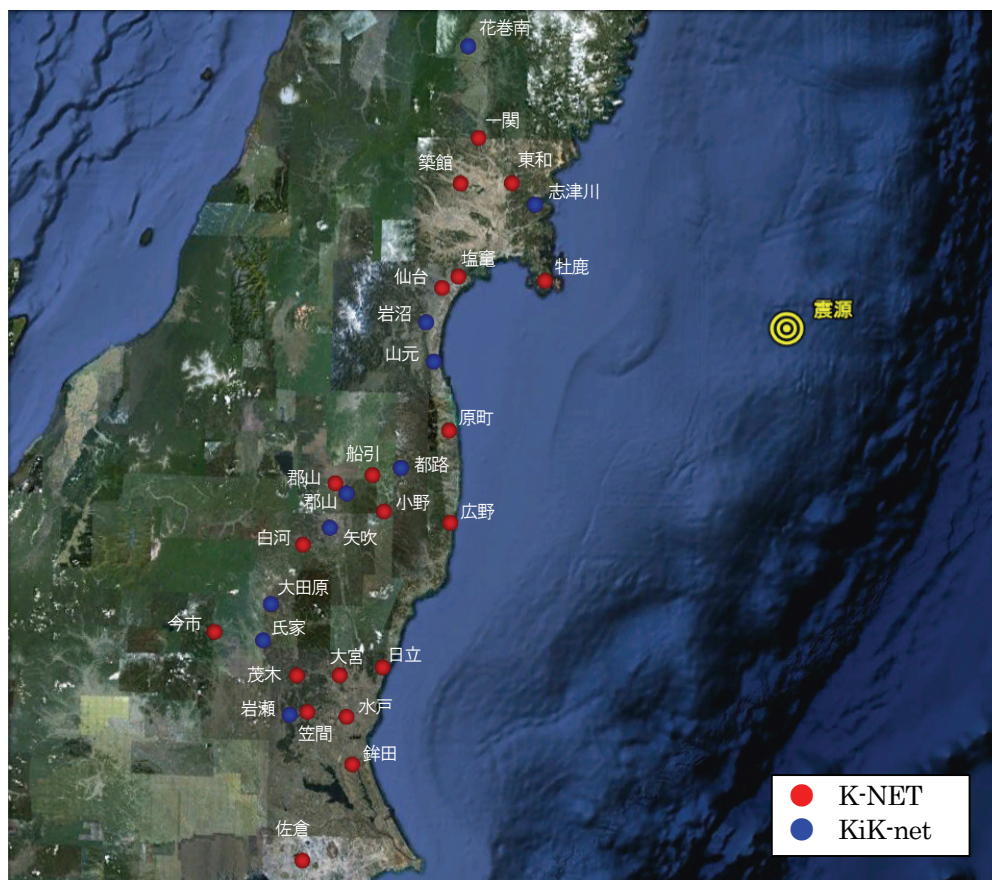 花巻南
一関
築館
東和
志津川
塩竈
仙台
牡鹿
震源
岩沼
山元
原町
船引
都路
郡山
郡山
小野
広野
白河
矢吹
大田原
今市
氏家
大宮
日立
茂木
岩瀬
水戸
笠間
鉾田
佐倉
K-NET
KiK-net